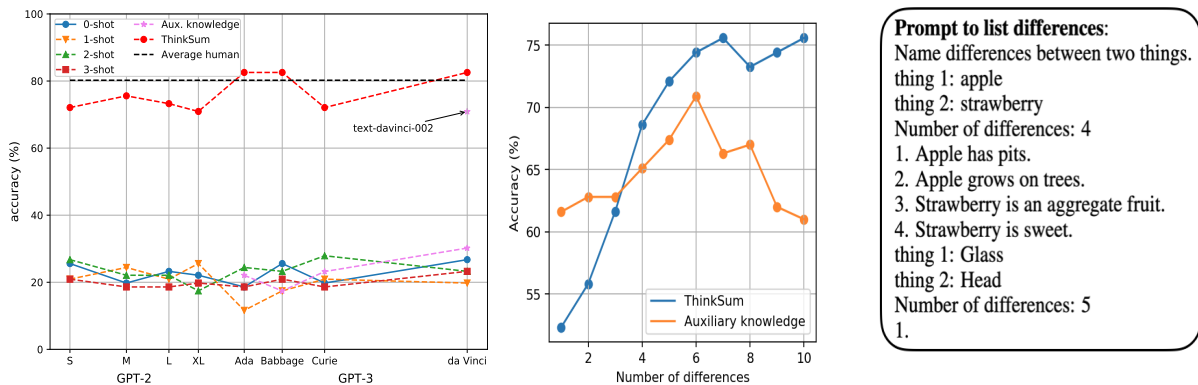 100
80
60
40
20
0
accuracy (%)
0-shot
1-shot
2-shot
3-shot
Aux. knowledge
ThinkSum
Average human
text-davinci-002
S
M
L
XL
Ada
Babbage
Curie
da Vinci
GPT-2
GPT-3
75
70
65
60
55
Accuracy (%)
ThinkSum
Auxiliary knowledge
2
4
6
8
10
Number of differences
Prompt to list differences:
Name differences between two things.
thing 1: apple
thing 2: strawberry
Number of differences: 4
1. Apple has pits.
2. Apple grows on trees.
3. Strawberry is an aggregate fruit.
4. Strawberry is sweet.
thing 1: Glass
thing 2: Head
Number of differences: 5
1.